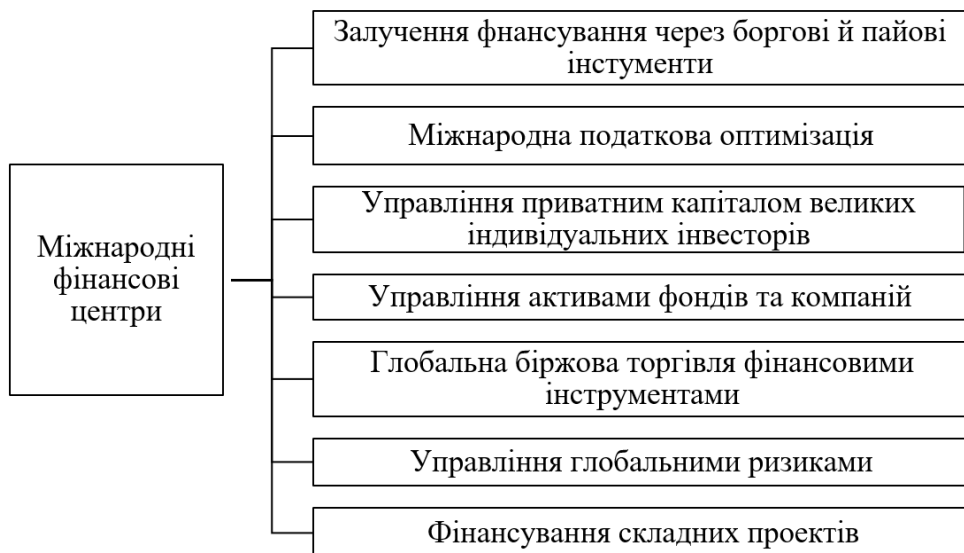 Міжнародні
фінансові
центри
Залучення фнансування через боргові й пайові
інстументи
Міжнародна податкова оптимізація
Управління приватним капіталом великих
індивідуальних інвесторів
Управління активами фондів та компаній
Глобальна біржова торгівля фінансовими
інструментами
Управління глобальними ризиками
Фінансування складних проектів